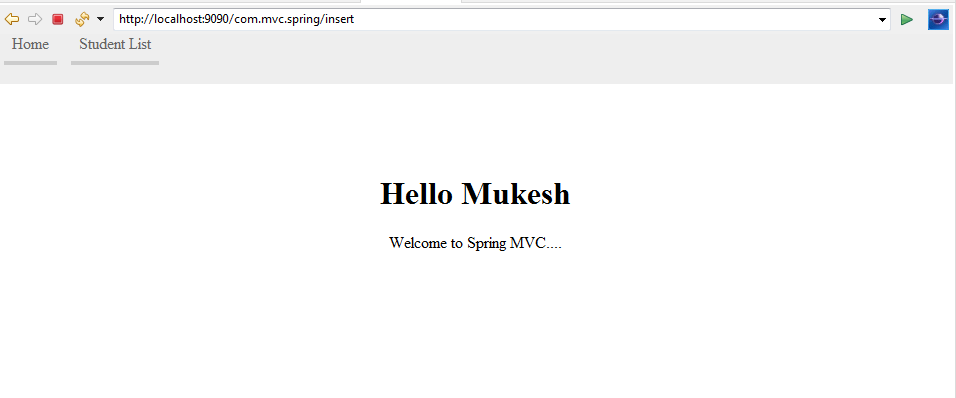 http://localhost:9090/com.mvc.spring/insert
Home Student List
Hello Mukesh
Welcome to Spring MVC....